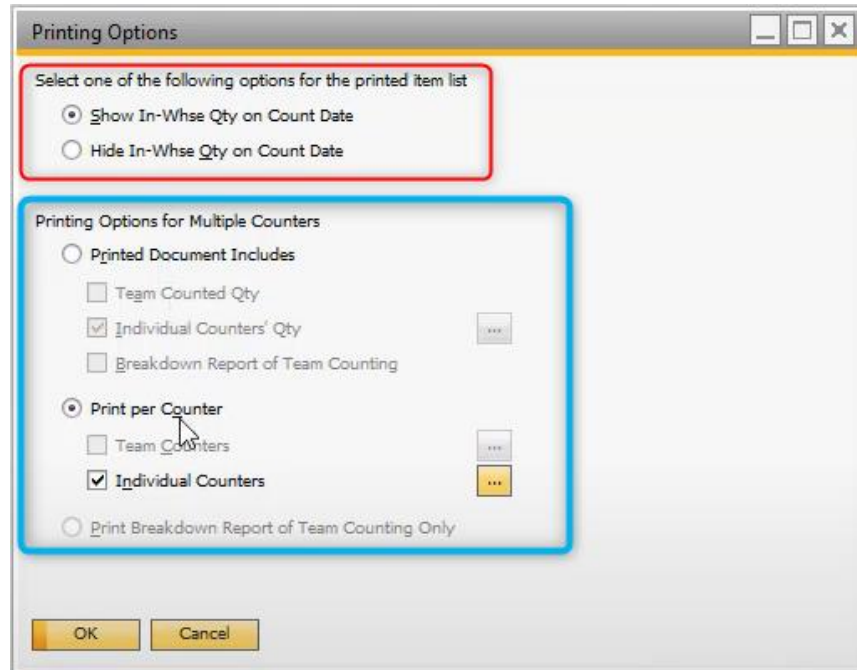 Printing Options
Select one of the following options for the printed item list
Show In-Whse Qty on Count Date
Hide In-Whse Qty on Count Date
Printing Options for Multiple Counters
Printed Document Includes
Team Counted Qty
Individual Counters' Qty
...
Breakdown Report of Team Counting
Print per Counter
Team Counters
...
Individual Counters
...
Print Breakdown Report of Team Counting Only
OK
Cancel